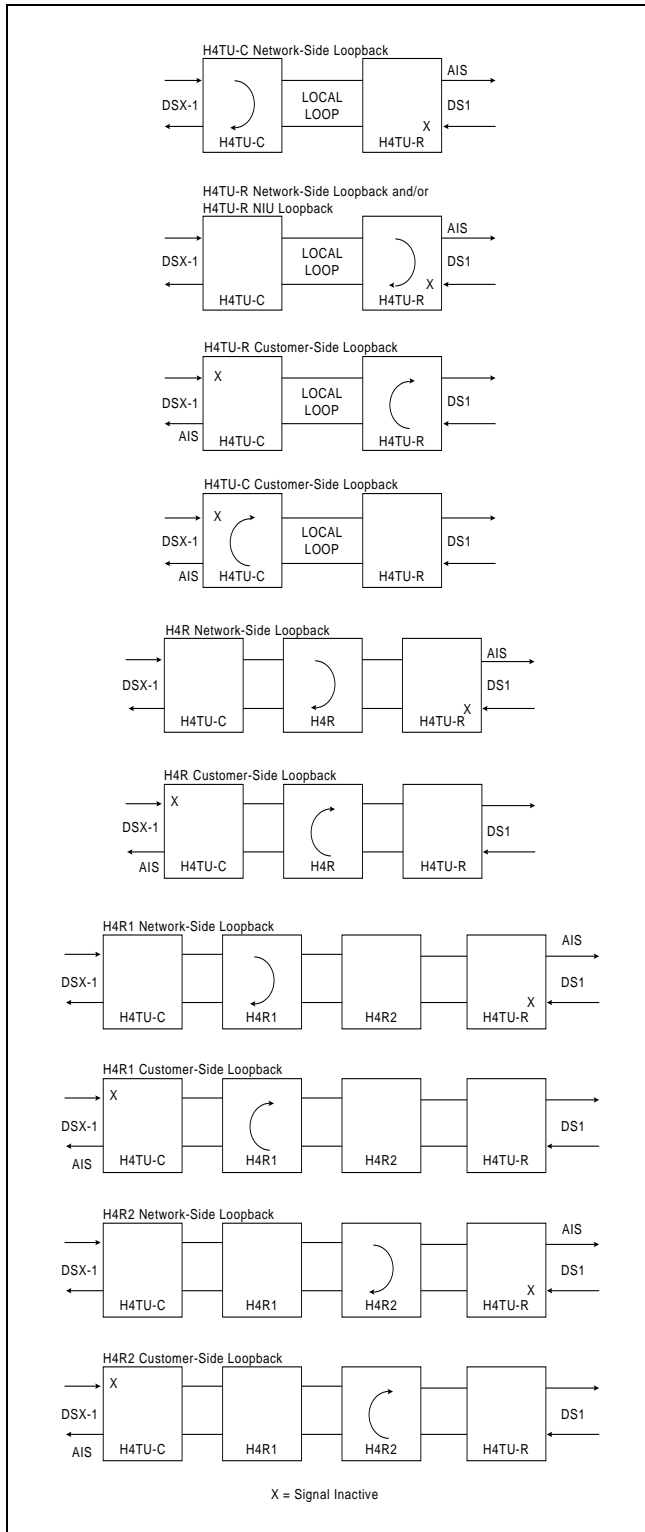 H4TU-C Network-Side Loopback
AIS
DSX-1
LOCAL
LOOP
DS1
X
H4TU-C
H4TU-R
H4TU-R Network-Side Loopback and/or
H4TU-R NIU Loopback
AIS
DSX-1
LOCAL
LOOP
DS1
X
H4TU-C
H4TU-R
H4TU-R Customer-Side Loopback
X
DSX-1
LOCAL
LOOP
DS1
AIS
H4TU-C
H4TU-R
H4TU-C Customer-Side Loopback
X
DSX-1
LOCAL
LOOP
DS1
AIS
H4TU-C
H4TU-R
H4R Network-Side Loopback
AIS
DSX-1
DS1
X
H4TU-C
H4R
H4TU-R
H4R Customer-Side Loopback
X
DSX-1
DS1
AIS
H4TU-C
H4R
H4TU-R
H4R1 Network-Side Loopback
AIS
DSX-1
DS1
X
H4TU-C
H4R1
H4R2
H4TU-R
H4R1 Customer-Side Loopback
X
DSX-1
DS1
AIS
H4TU-C
H4R1
H4R2
H4TU-R
H4R2 Network-Side Loopback
AIS
DSX-1
DS1
X
H4TU-C
H4R1
H4R2
H4TU-R
H4R2 Customer-Side Loopback
X
DSX-1
DS1
AIS
H4TU-C
H4R1
H4R2
H4TU-R
X = Signal Inactive